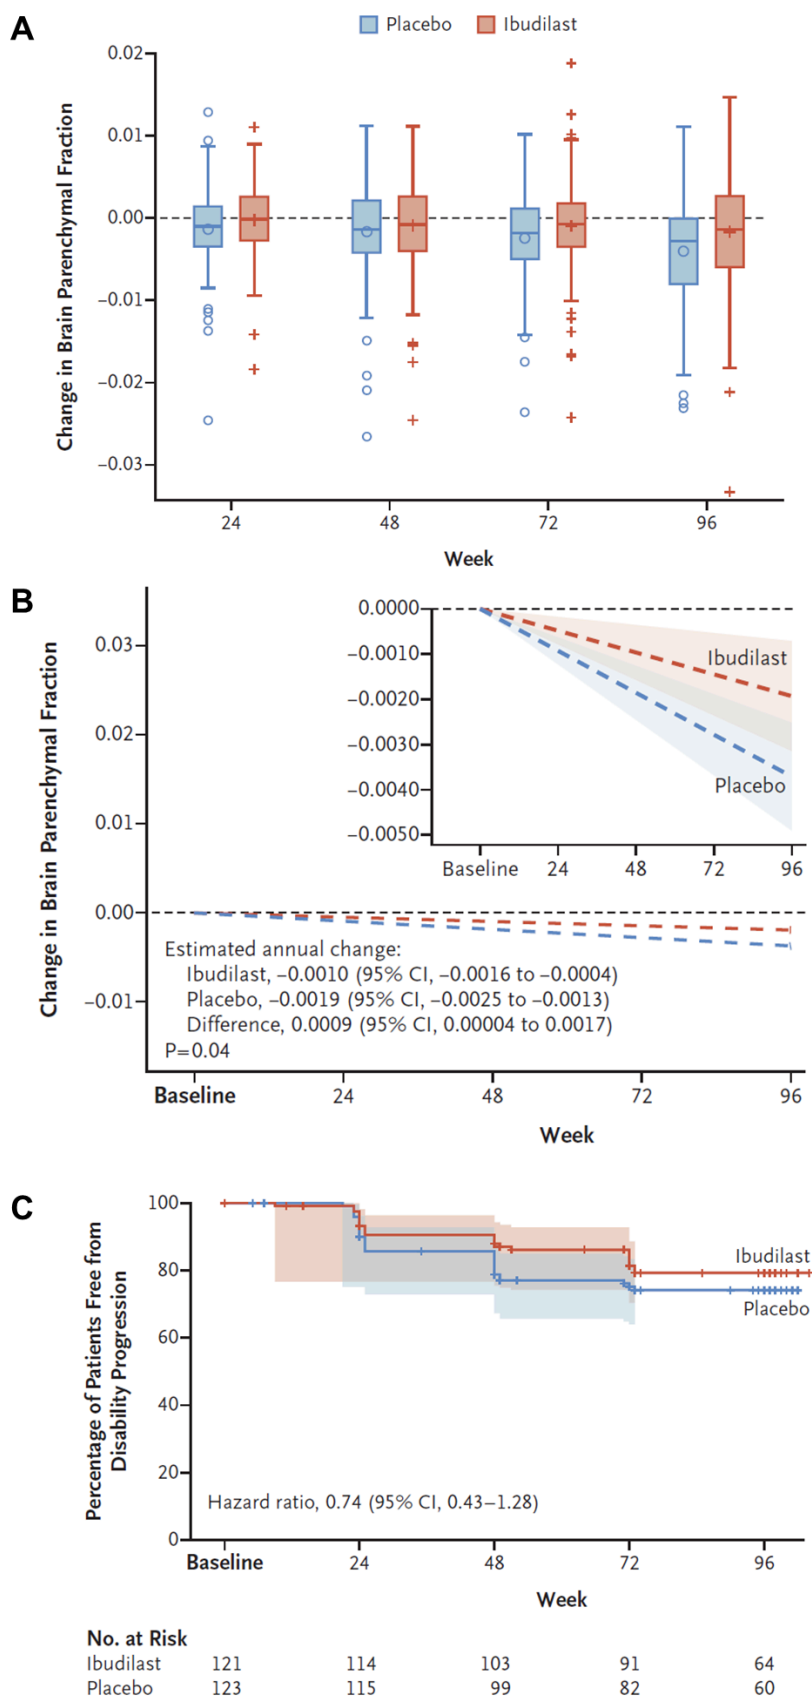 A
Placebo Ibudilast
Change in Brain Parenchymal Fraction
0.02
0.01
0.00
−0.01
−0.02
−0.03
24 48 72 96
Week
B
Change in Brain Parenchymal Fraction
0.03
0.02
0.01
0.00
−0.01
0.0000
−0.0010
−0.0020
−0.0030
−0.0040
−0.0050
Ibudilast
Placebo
Baseline 24 48 72 96
Estimated annual change:
Ibudilast, −0.0010 (95% CI, −0.0016 to −0.0004)
Placebo, −0.0019 (95% CI, −0.0025 to −0.0013)
Difference, 0.0009 (95% CI, 0.00004 to 0.0017)
P=0.04
Baseline 24 48 72 96
Week
C
Percentage of Patients Free from
Disability Progression
100
80
60
40
20
0
Ibudilast
Placebo
Hazard ratio, 0.74 (95% CI, 0.43–1.28)
Baseline 24 48 72 96
Week
No. at Risk
Ibudilast 121 114 103 91 64
Placebo 123 115 99 82 60